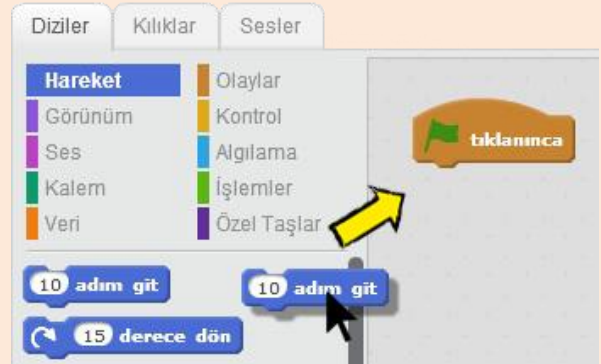 Diziler Kılıklar Sesler
Hareket Olaylar
Görünüm Kontrol
Ses Algılama
Kalem İşlemler
Veri Özel Taşlar
tıklanınca
10 adım git
10 adım git
15 derece dön